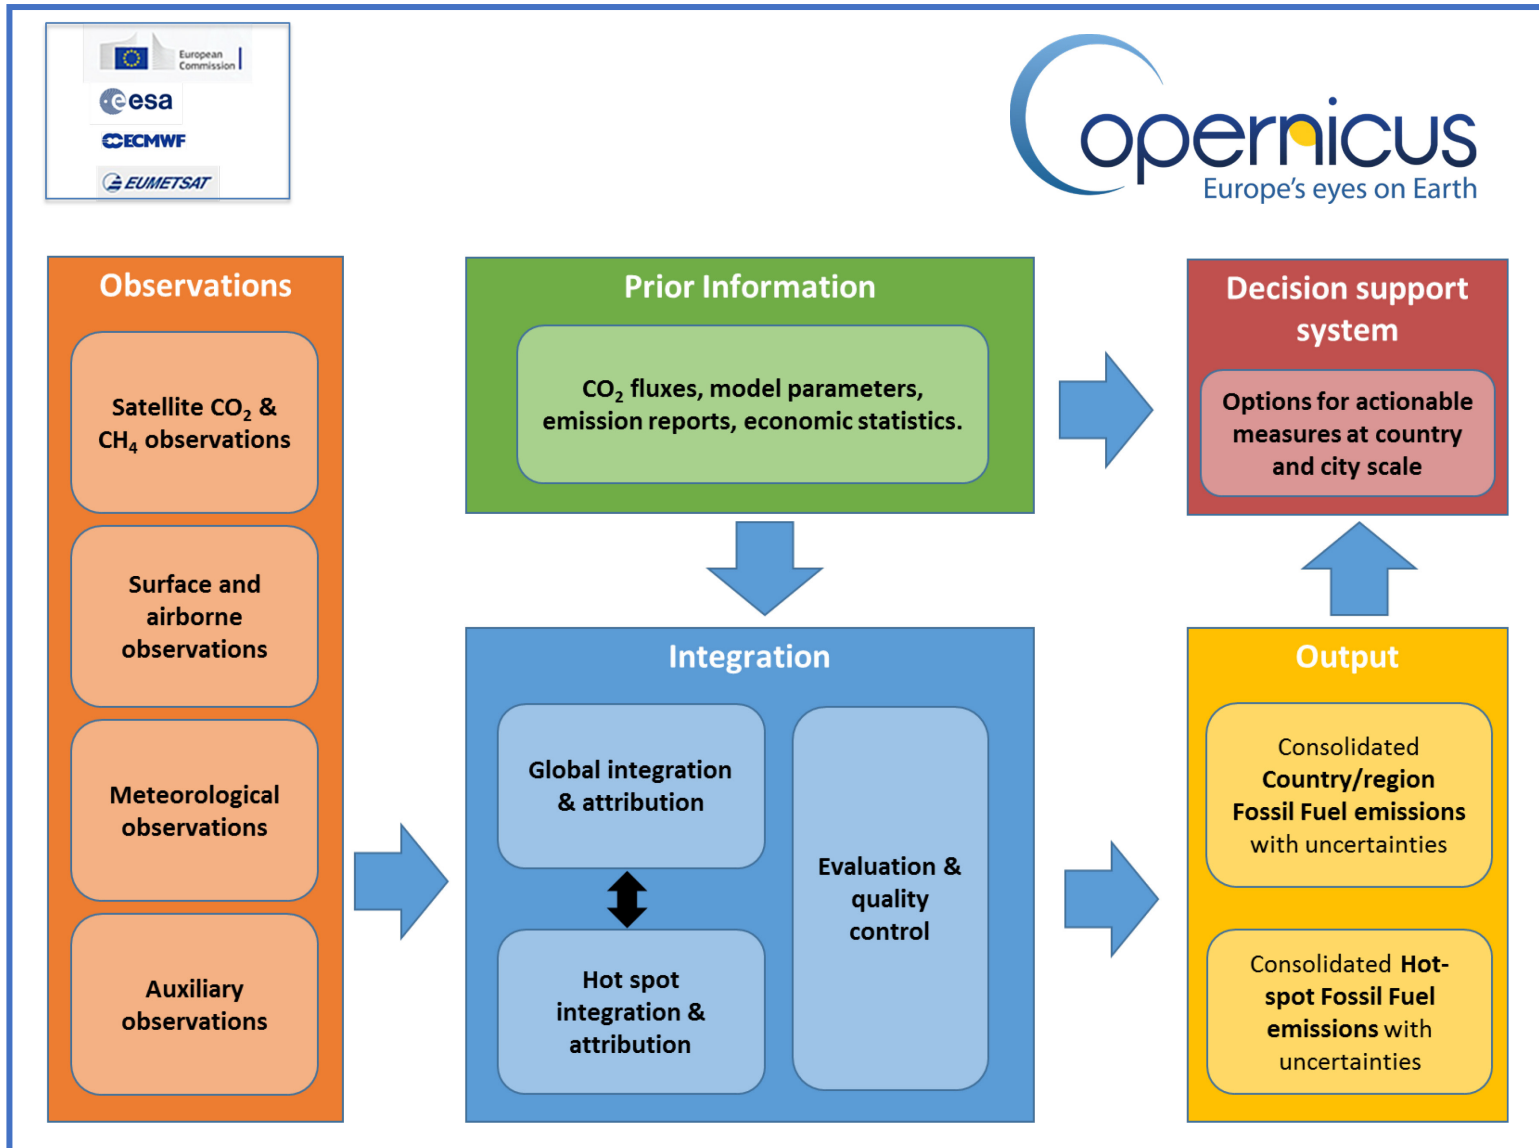 European
Commission
esa
ECMWF
EUMETSAT
Copernicus
Europe's eyes on Earth
Observations
Satellite CO₂ &
CH₄ observations
Surface and
airborne
observations
Meteorological
observations
Auxiliary
observations
Prior Information
CO₂ fluxes, model parameters,
emission reports, economic statistics.
Integration
Global integration
& attribution
Hot spot
integration &
attribution
Evaluation &
quality
control
Decision support
system
Options for actionable
measures at country
and city scale
Output
Consolidated
Country/region
Fossil Fuel emissions
with uncertainties
Consolidated Hot-
spot Fossil Fuel
emissions with
uncertainties